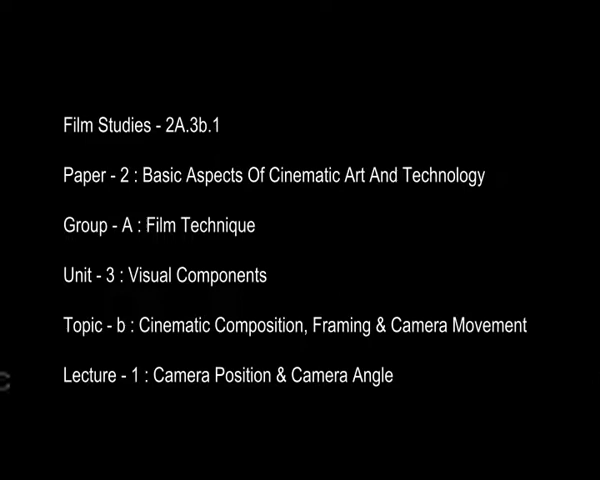 Film Studies - 2A.3b.1
Paper - 2 : Basic Aspects Of Cinematic Art And Technology
Group - A : Film Technique
Unit - 3 : Visual Components
Topic - b : Cinematic Composition, Framing & Camera Movement
Lecture - 1 : Camera Position & Camera Angle